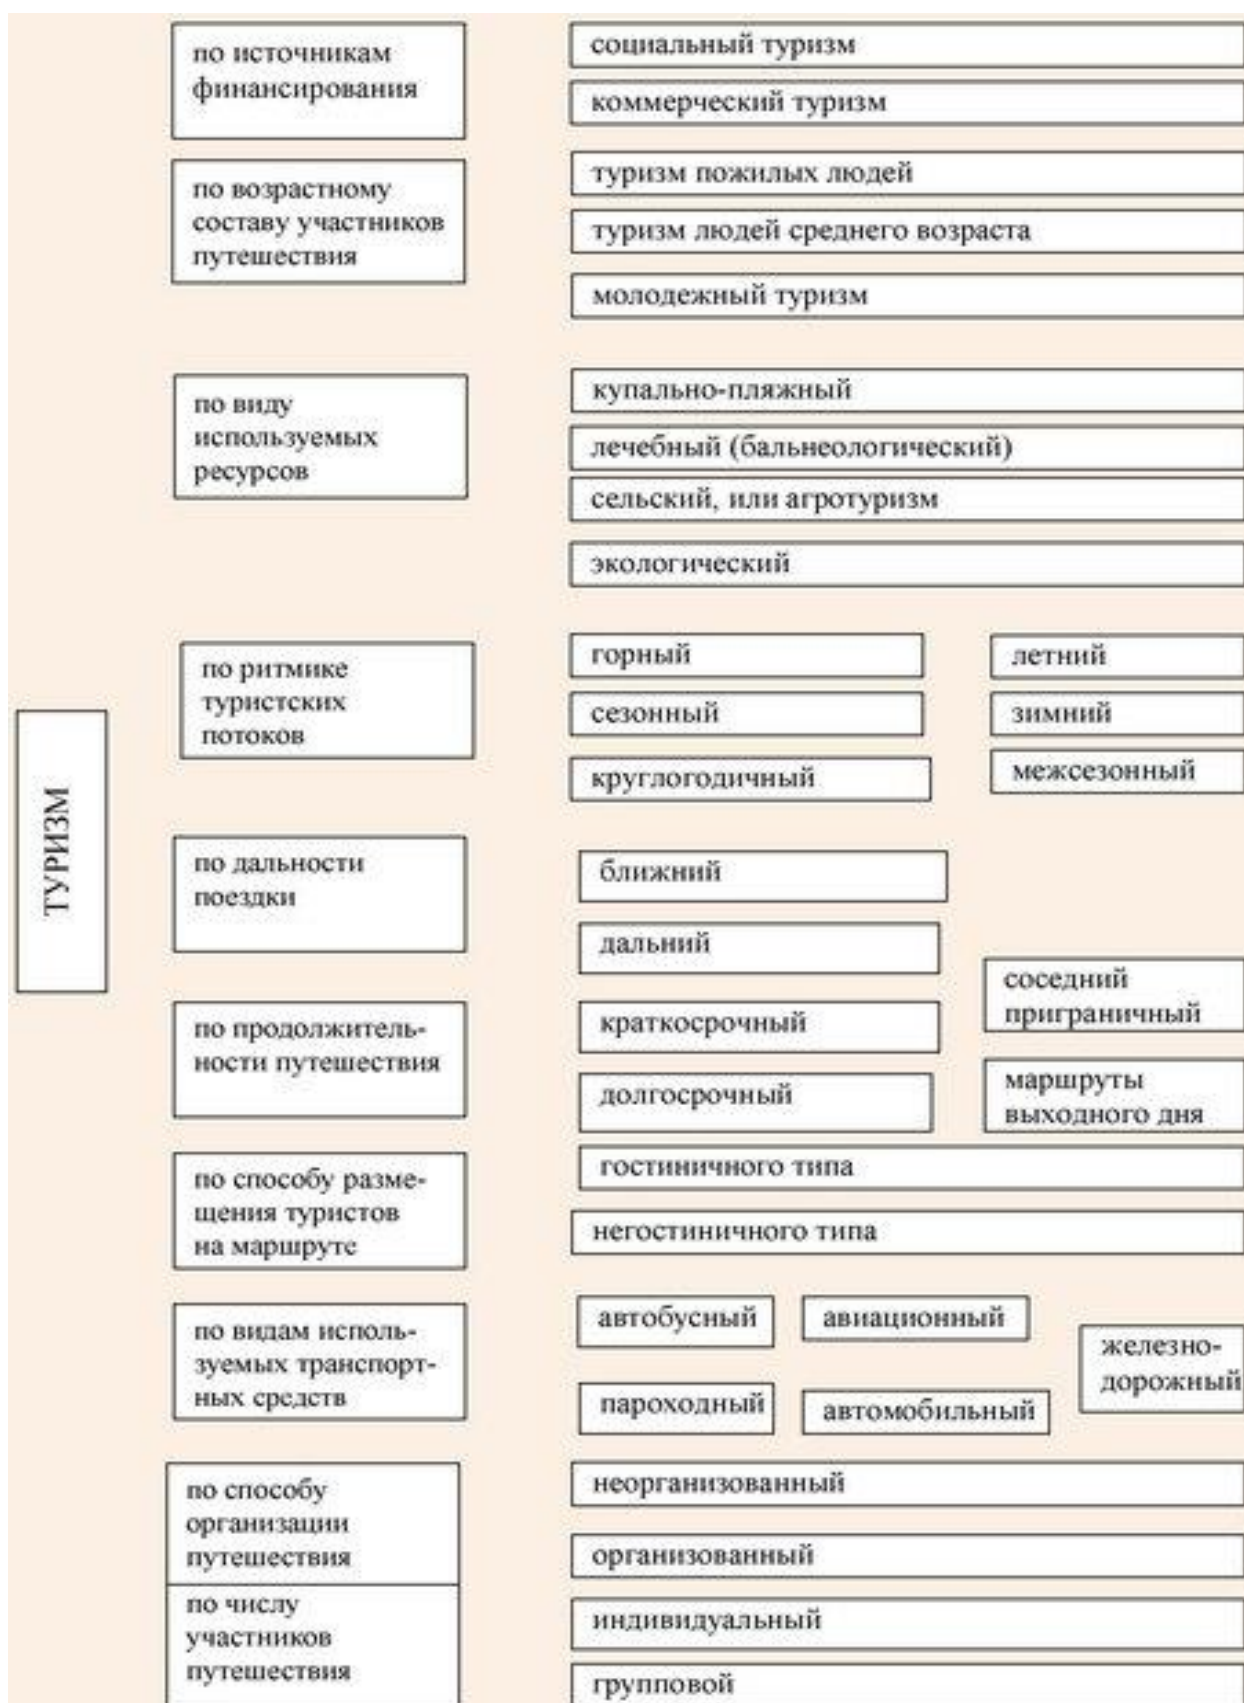 по источникам
финансирования
социальный туризм
коммерческий туризм
по возрастному
составу участников
путешествия
туризм пожилых людей
туризм людей среднего возраста
молодежный туризм
по виду
используемых
ресурсов
купально-пляжный
лечебный (бальнеологический)
сельский, или агротуризм
экологический
по ритмике
туристских
потоков
горный
летний
сезонный
зимний
круглогодичный
межсезонный
ТУРИЗМ
по дальности
поездки
ближний
дальний
соседний
приграничный
по продолжитель-
ности путешествия
краткосрочный
долгосрочный
маршруты
выходного дня
по способу разме-
щения туристов
на маршруте
гостиничного типа
негостиничного типа
по видам исполь-
зуемых транспорт-
ных средств
автобусный
авиационный
железно-
дорожный
пароходный
автомобильный
по способу
организации
путешествия
неорганизованный
организованный
по числу
участников
путешествия
индивидуальный
групповой